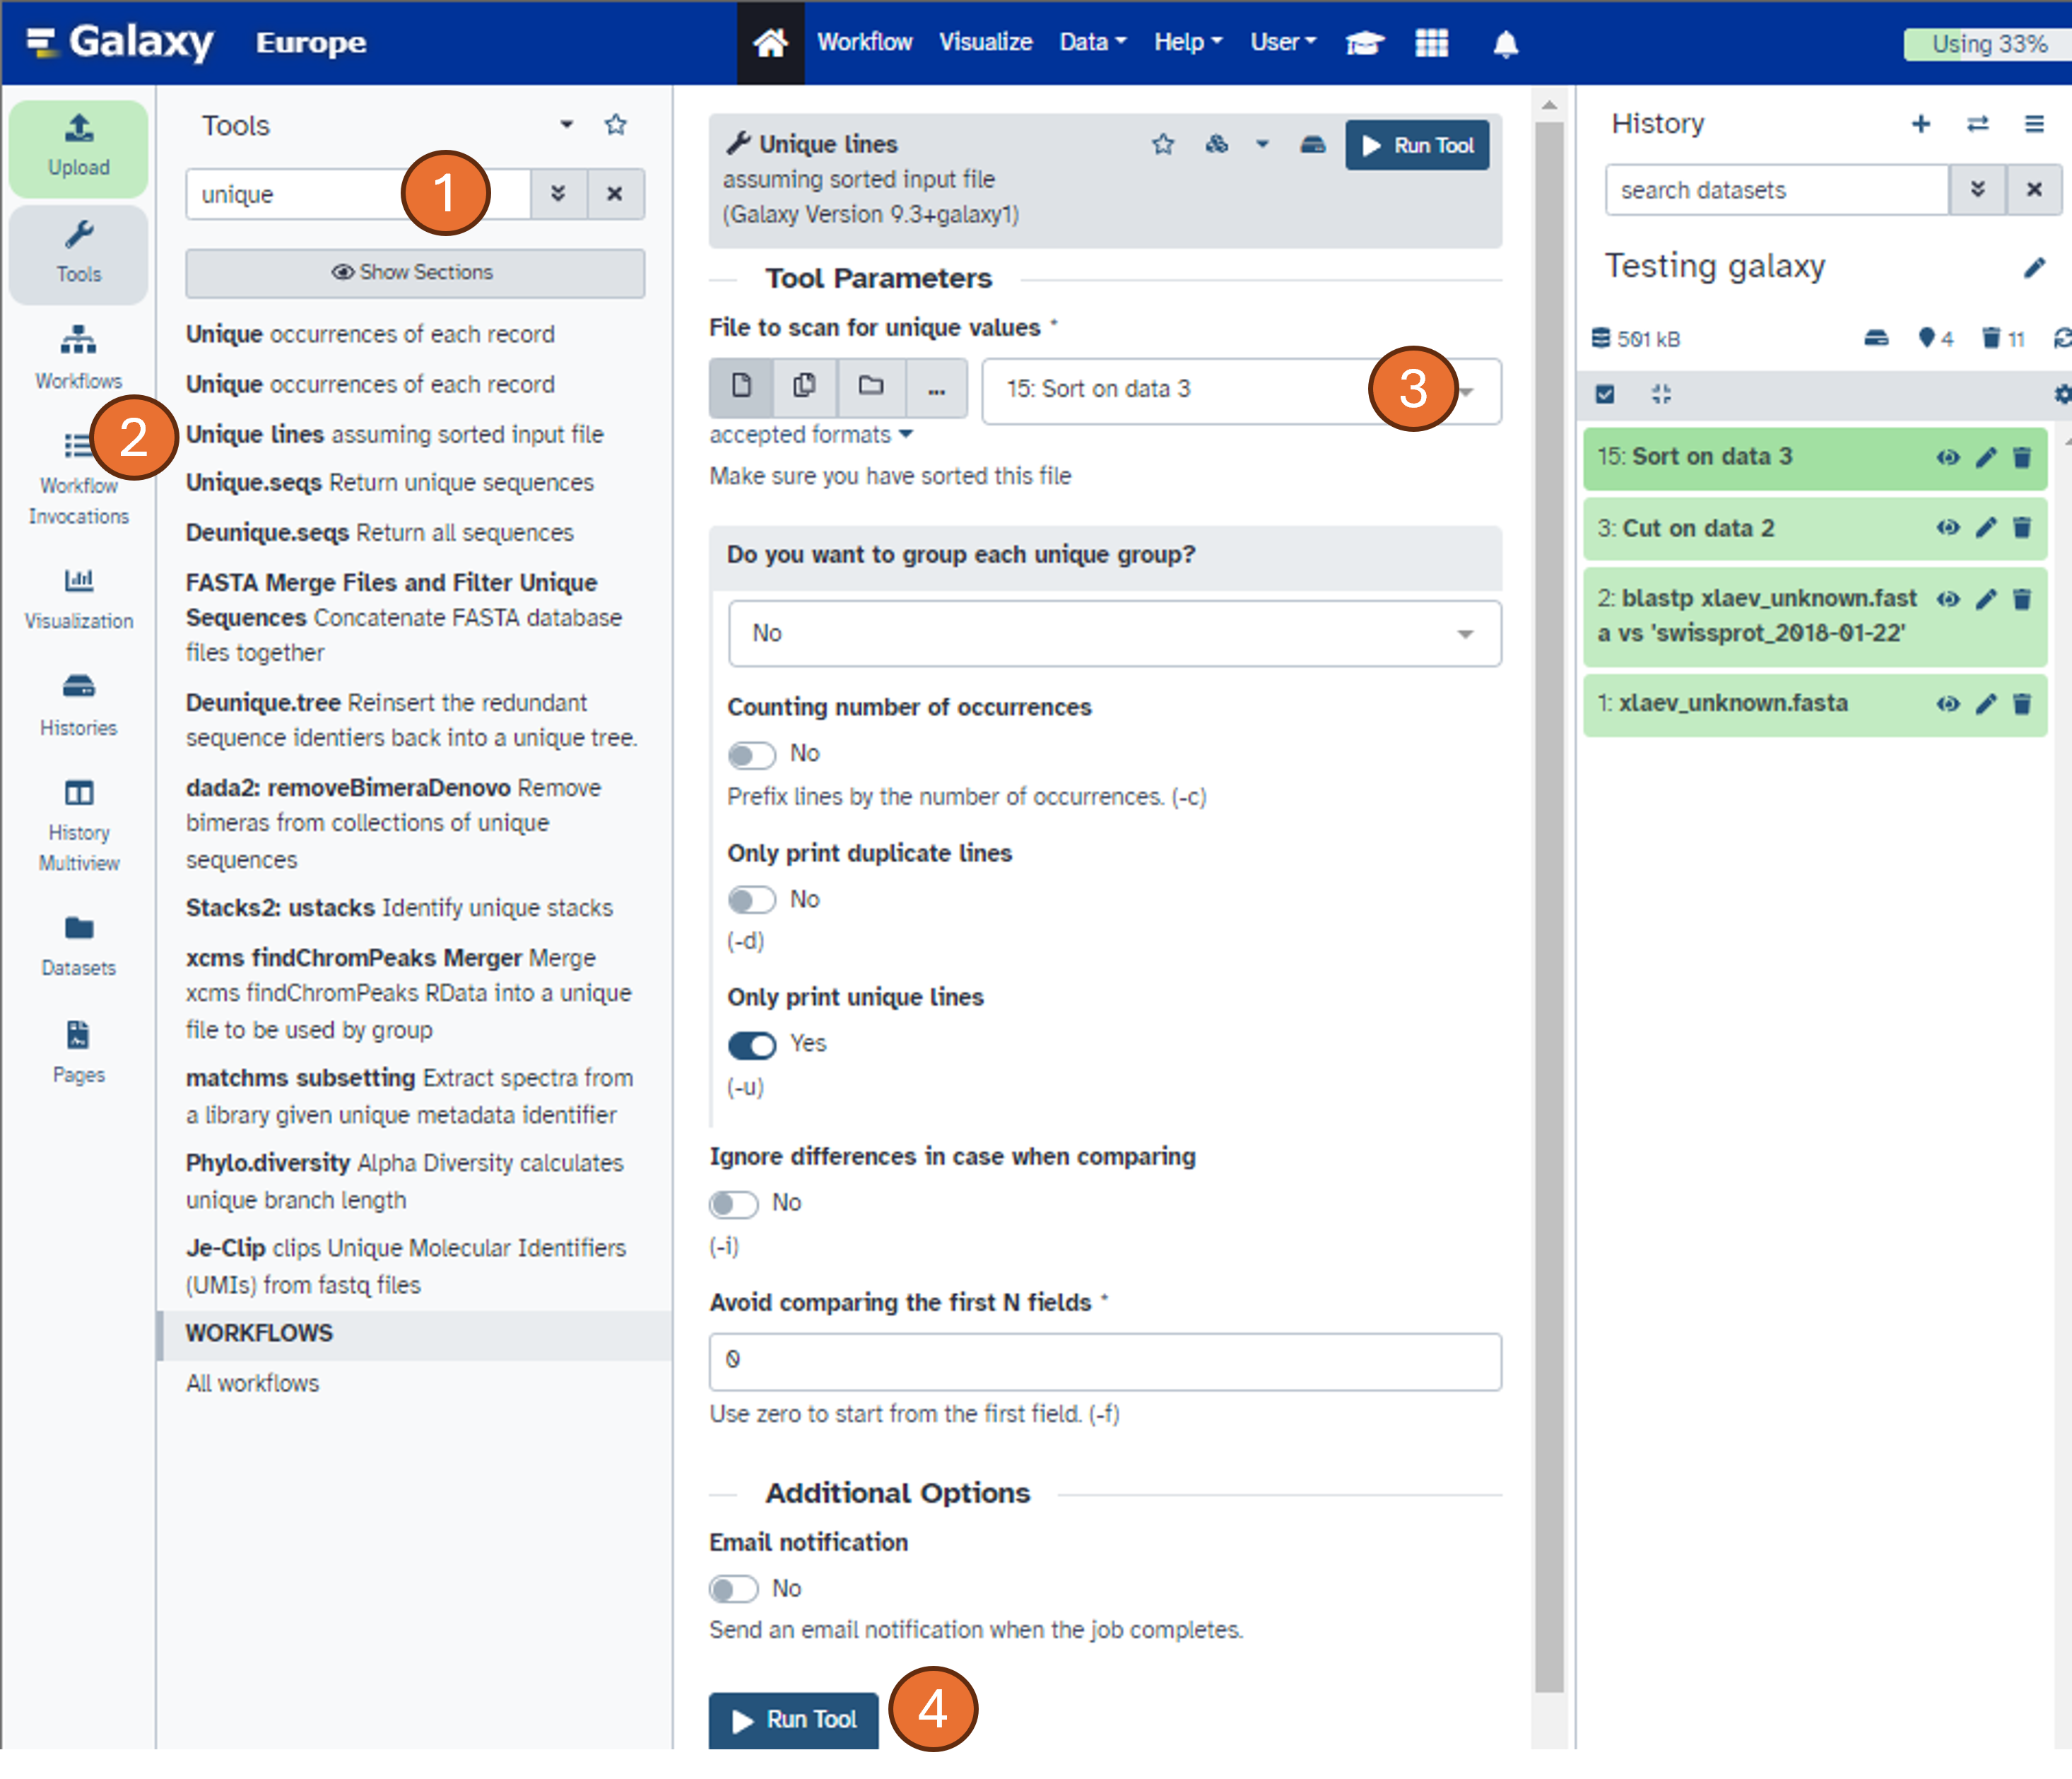 Galaxy Europe
Workflow Visualize Data Help User
Using 33%
Upload
Tools
Workflows
Workflow
Invocations
Visualization
Histories
History
Multiview
Datasets
Pages
Tools
unique
1
Show Sections
Unique occurrences of each record
Unique occurrences of each record
2
Unique lines assuming sorted input file
Unique.seqs Return unique sequences
Deunique.seqs Return all sequences
FASTA Merge Files and Filter Unique
Sequences Concatenate FASTA database
files together
Deunique.tree Reinsert the redundant
sequence identiers back into a unique tree.
dada2: removeBimeraDenovo Remove
bimeras from collections of unique
sequences
Stacks2: ustacks Identify unique stacks
xcms findChromPeaks Merger Merge
xcms findChromPeaks RData into a unique
file to be used by group
matchms subsetting Extract spectra from
a library given unique metadata identifier
Phylo.diversity Alpha Diversity calculates
unique branch length
Je-Clip clips Unique Molecular Identifiers
(UMIs) from fastq files
WORKFLOWS
All workflows
Unique lines
assuming sorted input file
(Galaxy Version 9.3+galaxy1)
Run Tool
Tool Parameters
File to scan for unique values *
...
15: Sort on data 3
3
accepted formats
Make sure you have sorted this file
Do you want to group each unique group?
No
Counting number of occurrences
No
Prefix lines by the number of occurrences. (-c)
Only print duplicate lines
No
(-d)
Only print unique lines
Yes
(-u)
Ignore differences in case when comparing
No
(-i)
Avoid comparing the first N fields *
0
Use zero to start from the first field. (-f)
Additional Options
Email notification
No
Send an email notification when the job completes.
Run Tool
4
History
search datasets
Testing galaxy
501 kB
4
11
15: Sort on data 3
3: Cut on data 2
2: blastp xlaev_unknown.fast
a vs 'swissprot_2018-01-22'
1: xlaev_unknown.fasta